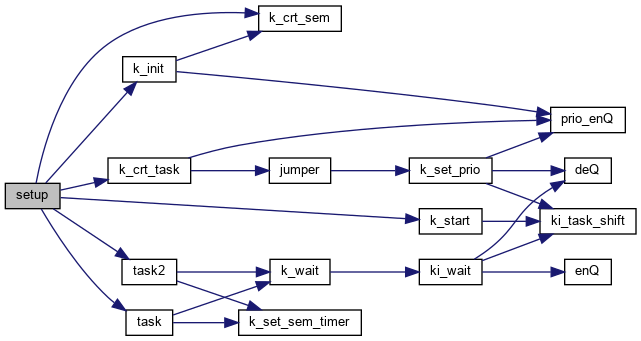 k_crt_sem
k_init
prio_enQ
k_crt_task
jumper
k_set_prio
deQ
setup
k_start
ki_task_shift
task2
k_wait
ki_wait
enQ
task
k_set_sem_timer